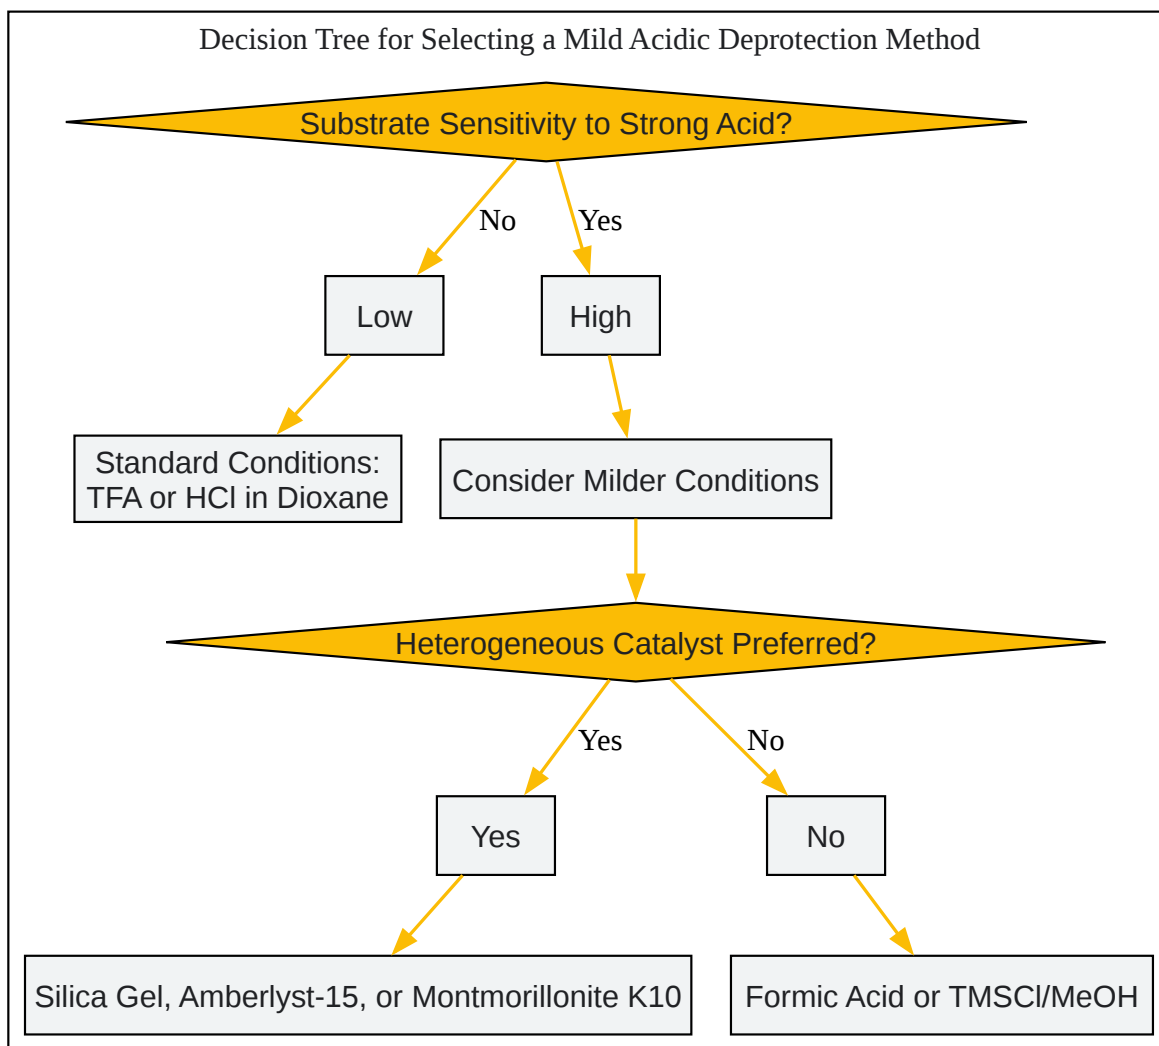 Decision Tree for Selecting a Mild Acidic Deprotection Method
Substrate Sensitivity to Strong Acid?
No
Yes
Low
High
Standard Conditions:
TFA or HCl in Dioxane
Consider Milder Conditions
Heterogeneous Catalyst Preferred?
Yes
No
Yes
No
Silica Gel, Amberlyst-15, or Montmorillonite K10
Formic Acid or TMSCl/MeOH